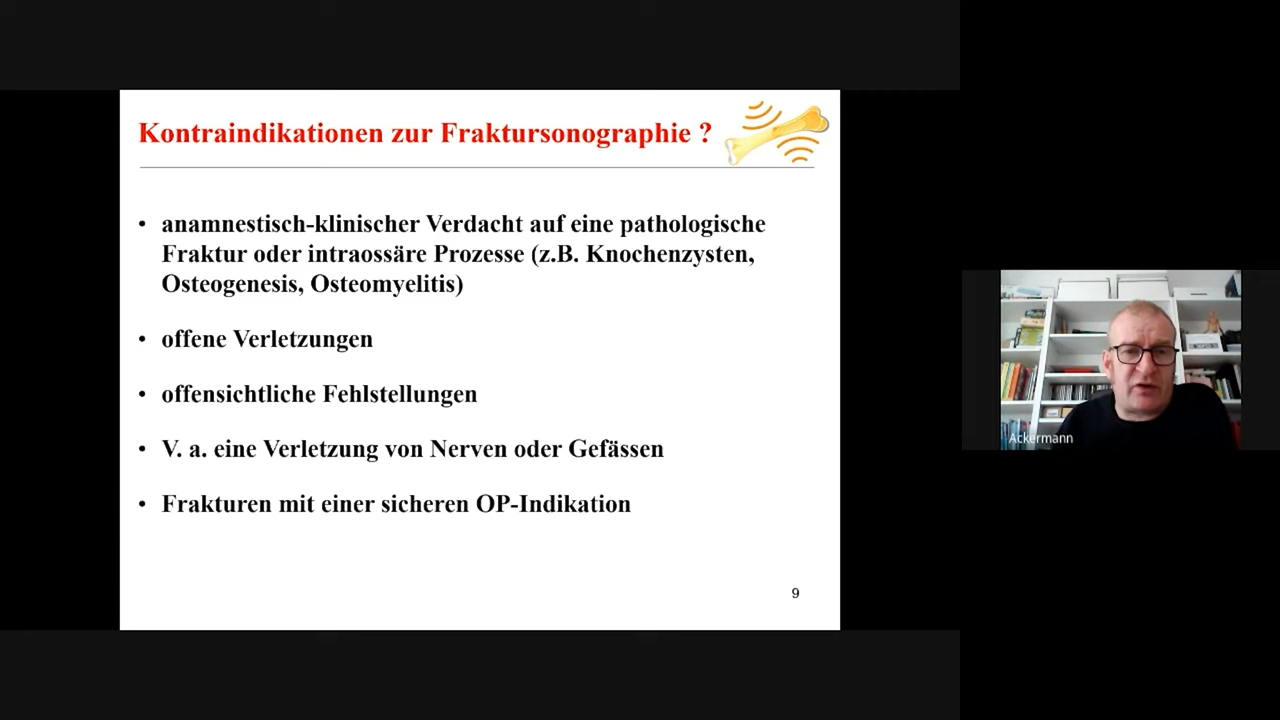 Kontraindikationen zur Fraktursonographie ?
• anamnestisch-klinischer Verdacht auf eine pathologische
Fraktur oder intraossäre Prozesse (z.B. Knochenzysten,
Osteogenesis, Osteomyelitis)
• offene Verletzungen
• offensichtliche Fehlstellungen
• V. a. eine Verletzung von Nerven oder Gefässen
• Frakturen mit einer sicheren OP-Indikation
9
Ackermann